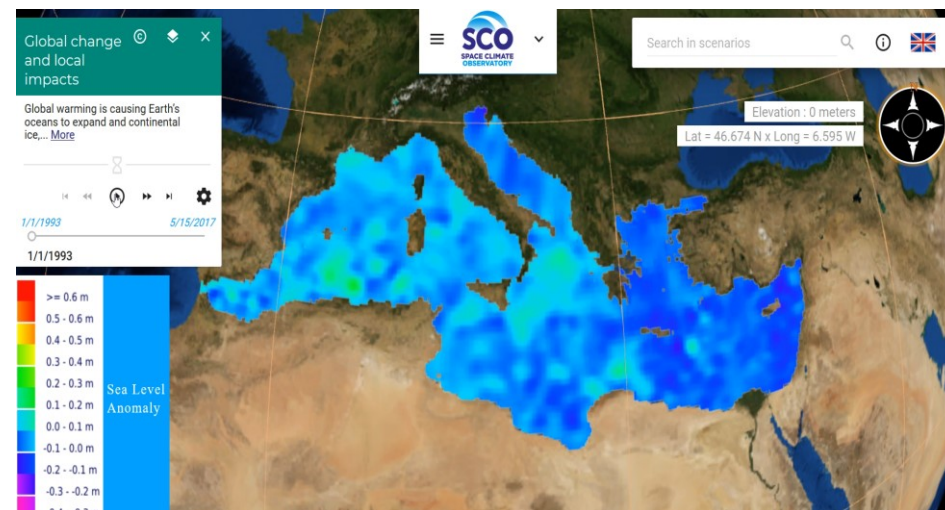 Global change
and local
impacts
©
Global warming is causing Earth's
oceans to expand and continental
ice,... More
1/1/1993
5/15/2017
1/1/1993
SCO
SPACE CLIMATE
OBSERVATORY
Search in scenarios
Elevation : 0 meters
Lat = 46.674 N x Long = 6.595 W
>= 0.6 m
0.5 - 0.6 m
0.4 - 0.5 m
0.3 - 0.4 m
0.2 - 0.3 m
0.1 - 0.2 m
0.0 - 0.1 m
-0.1 - 0.0 m
-0.2 - -0.1 m
-0.3 - -0.2 m
Sea Level
Anomaly